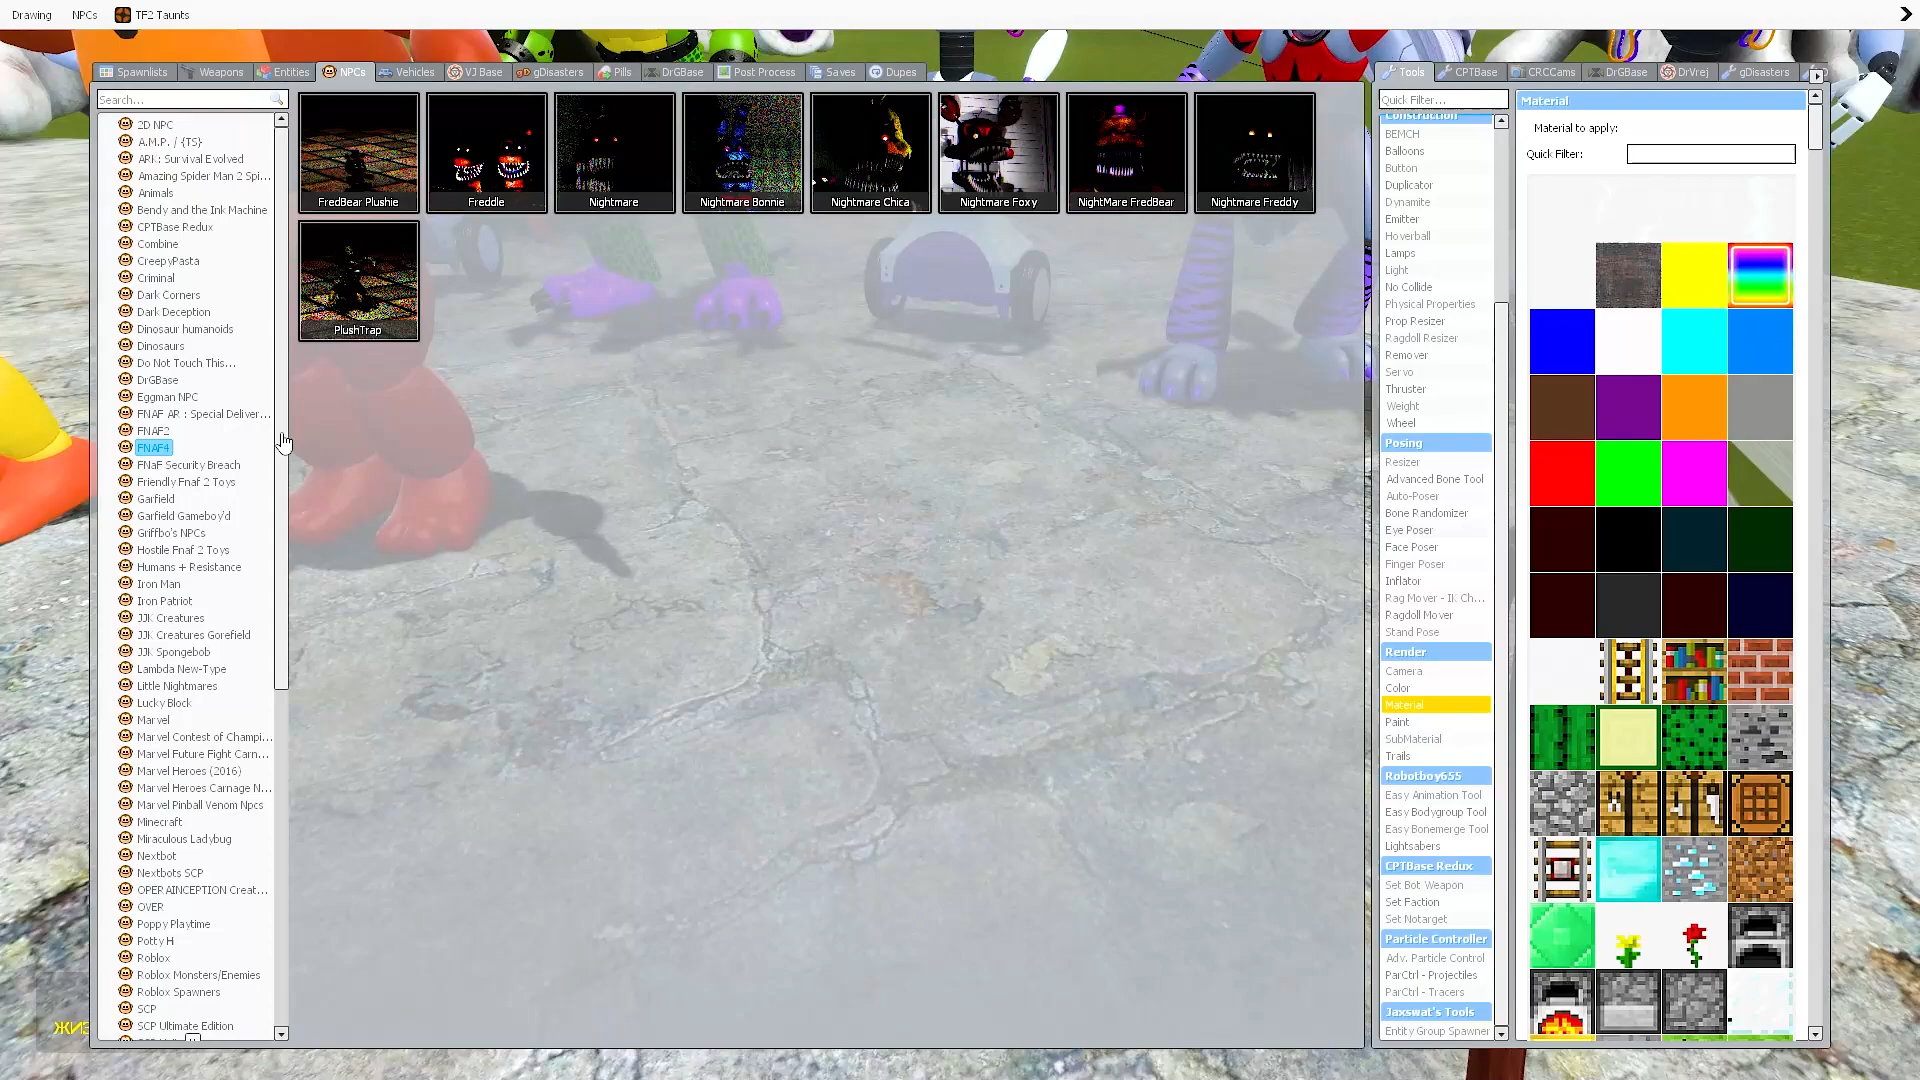 Drawing NPCs TF2 Taunts
Spawnlists Weapons Entities NPCs Vehicles VJ Base gDisasters Pills DrGBase Post Process Saves Dupes
Search...
2D NPC
A.M.P. / {TS}
ARK: Survival Evolved
Amazing Spider Man 2 Spi...
Animals
Bendy and the Ink Machine
CPTBase Redux
Combine
CreepyPasta
Criminal
Dark Corners
Dark Deception
Dinosaur humanoids
Dinosaurs
Do Not Touch This...
DrGBase
Eggman NPC
FNAF AR : Special Deliver...
FNAF2
FNAF4
FNaF Security Breach
Friendly Fnaf 2 Toys
Garfield
Garfield Gameboy'd
Griffbo's NPCs
Hostile Fnaf 2 Toys
Humans + Resistance
Iron Man
Iron Patriot
JJK Creatures
JJK Creatures Gorefield
JJK Spongebob
Lambda New-Type
Little Nightmares
Lucky Block
Marvel
Marvel Contest of Champi...
Marvel Future Fight Carn...
Marvel Heroes (2016)
Marvel Heroes Carnage N...
Marvel Pinball Venom Npcs
Minecraft
Miraculous Ladybug
Nextbot
Nextbots SCP
OPERAINCEPTION Creat...
OVER
Poppy Playtime
Potty H
Roblox
Roblox Monsters/Enemies
Roblox Spawners
SCP
SCP Ultimate Edition
ЖИЗ
FredBear Plushie
Freddle
Nightmare
Nightmare Bonnie
Nightmare Chica
Nightmare Foxy
NightMare FredBear
Nightmare Freddy
PlushTrap
Tools CPTBase CRCCams DrGBase DrVrej gDisasters
Quick Filter...
Construction
BEMCH
Balloons
Button
Duplicator
Dynamite
Emitter
Hoverball
Lamps
Light
No Collide
Physical Properties
Prop Resizer
Ragdoll Resizer
Remover
Servo
Thruster
Weight
Wheel
Posing
Resizer
Advanced Bone Tool
Auto-Poser
Bone Randomizer
Eye Poser
Face Poser
Finger Poser
Inflator
Rag Mover - IK Ch...
Ragdoll Mover
Stand Pose
Render
Camera
Color
Material
Paint
SubMaterial
Trails
Robotboy655
Easy Animation Tool
Easy Bodygroup Tool
Easy Bonemerge Tool
Lightsabers
CPTBase Redux
Set Bot Weapon
Set Faction
Set Notarget
Particle Controller
Adv. Particle Control
ParCtrl - Projectiles
ParCtrl - Tracers
Jaxswat's Tools
Entity Group Spawner
Material
Material to apply:
Quick Filter: